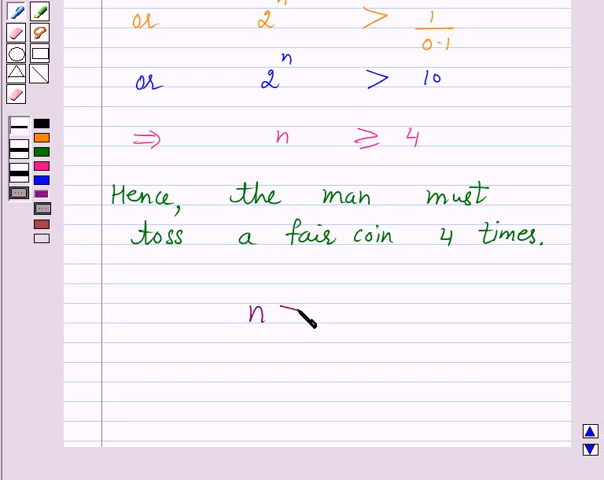 or 2^n > 1/0.1
or 2^n > 10
⇒ n ≥ 4
Hence, the man must
toss a fair coin 4 times.
n